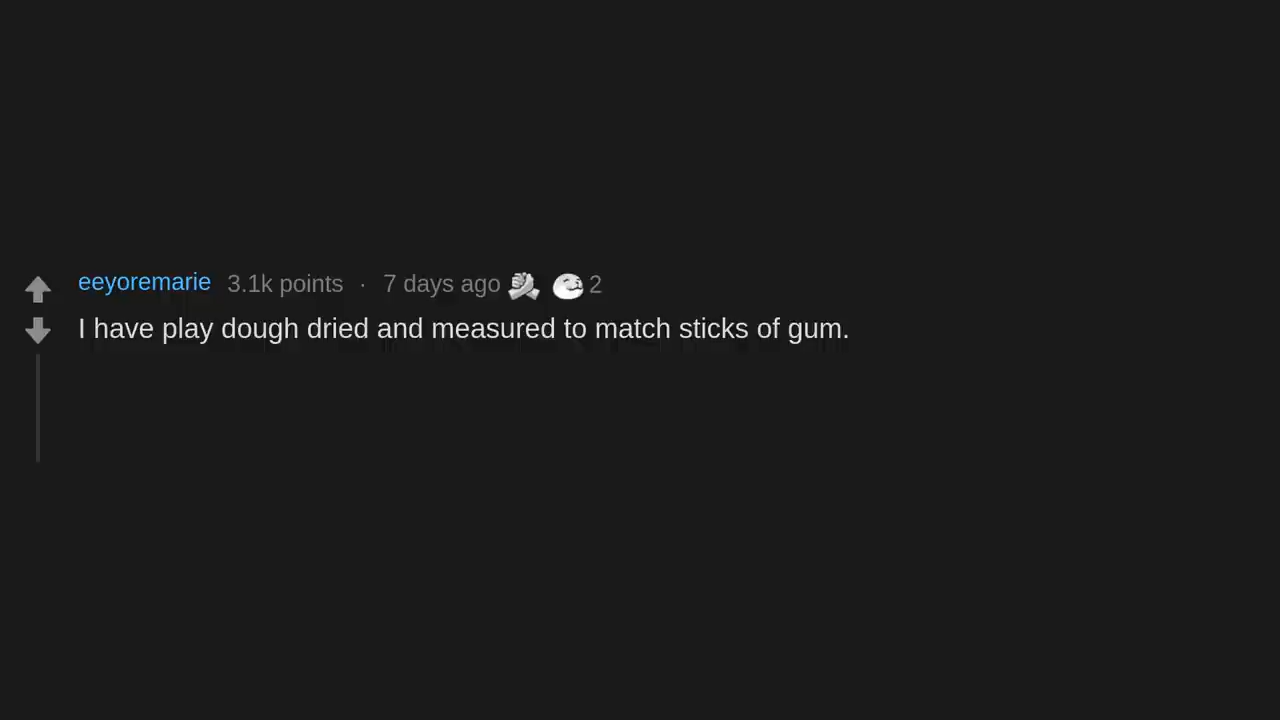 eeyoremarie 3.1k points · 7 days ago 2
I have play dough dried and measured to match sticks of gum.